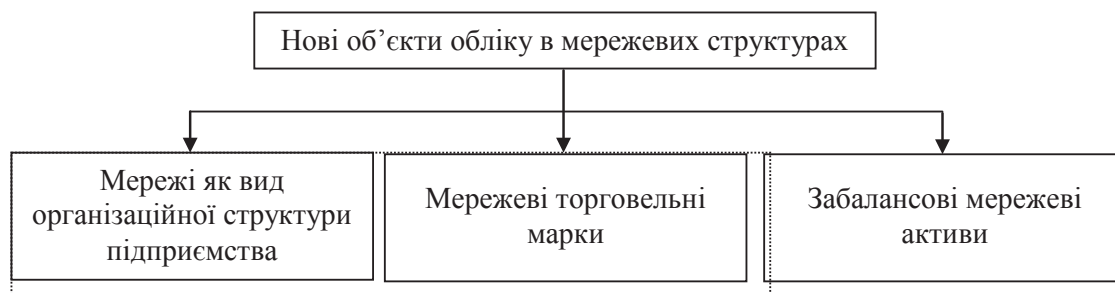 Нові об’єкти обліку в мережевих структурах
Мережі як вид
організаційної структури
підприємства
Мережеві торговельні
марки
Забалансові мережеві
активи